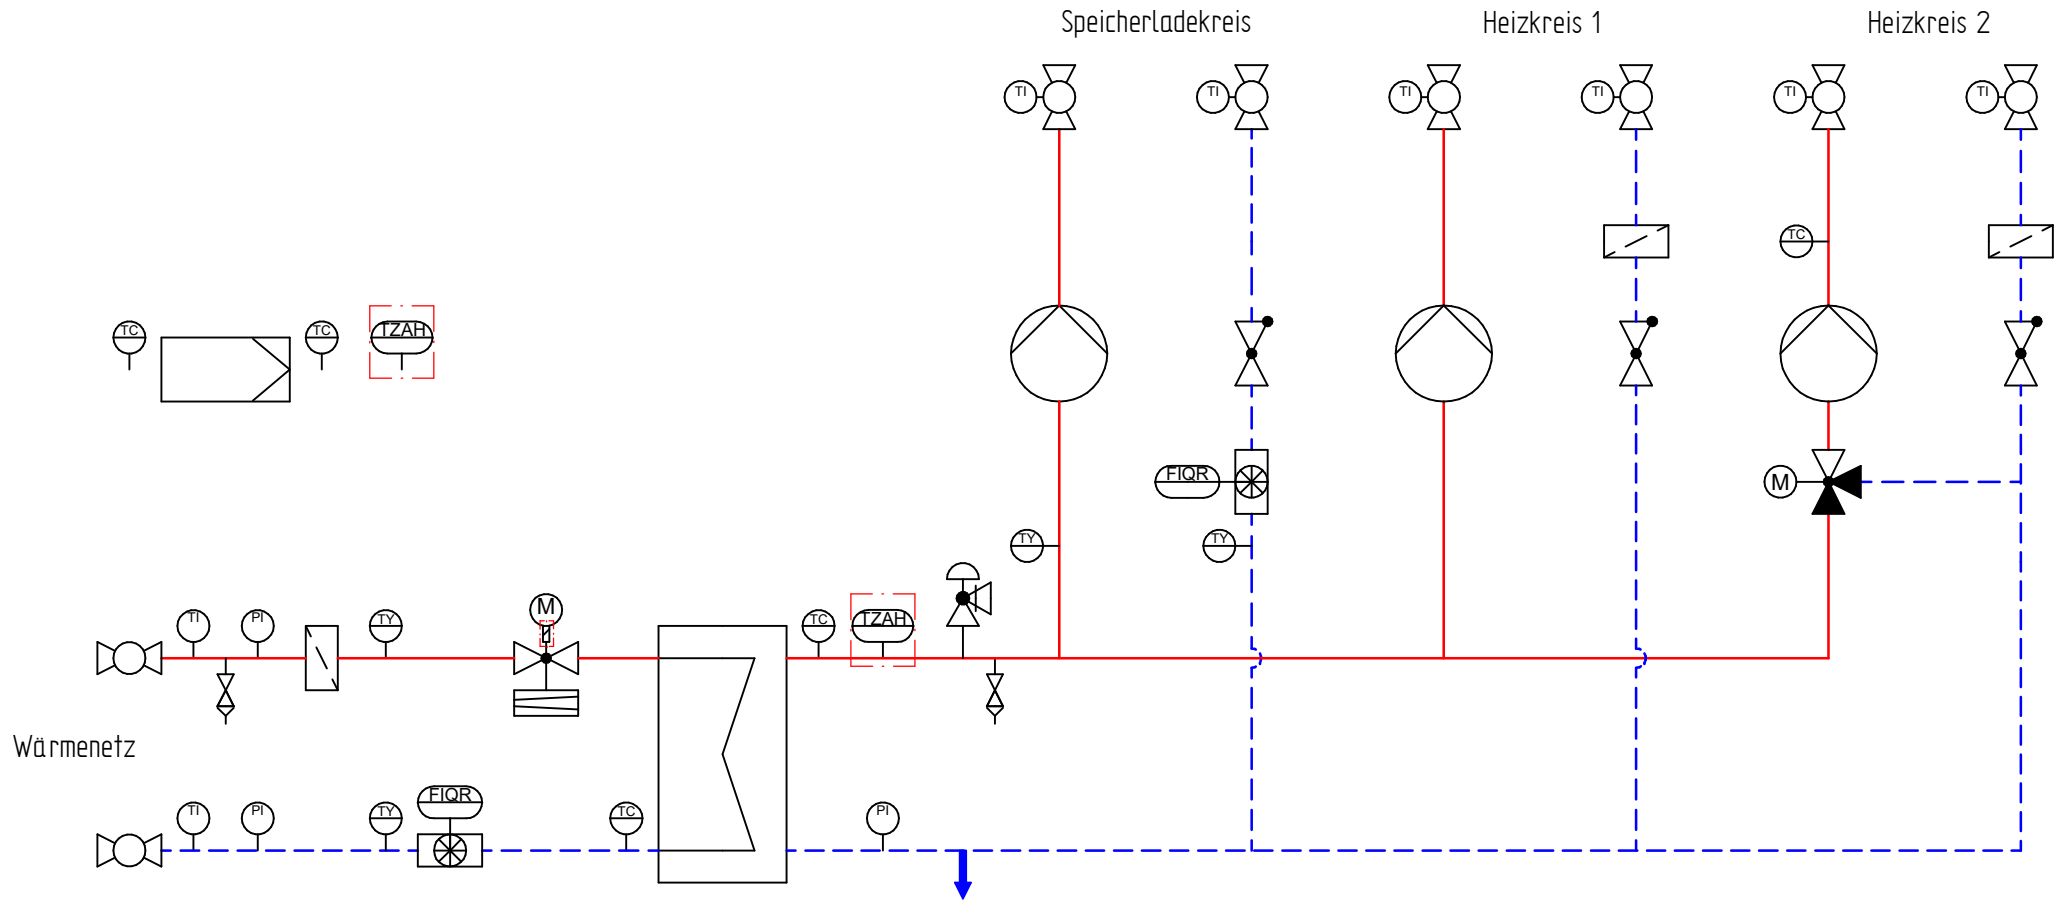 Speicherladekreis
Heizkreis 1
Heizkreis 2
TI
TI
TI
TI
TI
TI
TC
TC
TC
TZAH
FIQR
M
TY
TY
M
TI
PI
TY
TC
TZAH
Wärmenetz
FIQR
TI
PI
TY
TC
PI